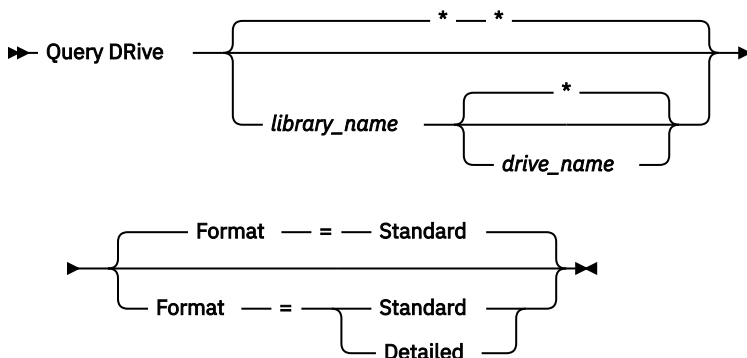 * *
Query DRive
*
library_name
drive_name
Format = Standard
Format = Standard
Detailed